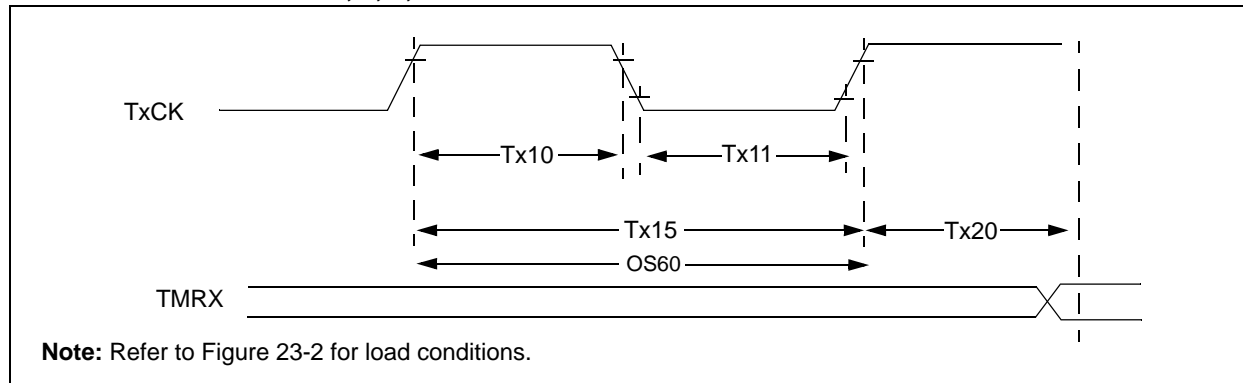 TxCK
Tx10 Tx11
Tx15 Tx20
OS60
TMRX
Note: Refer to Figure 23-2 for load conditions.